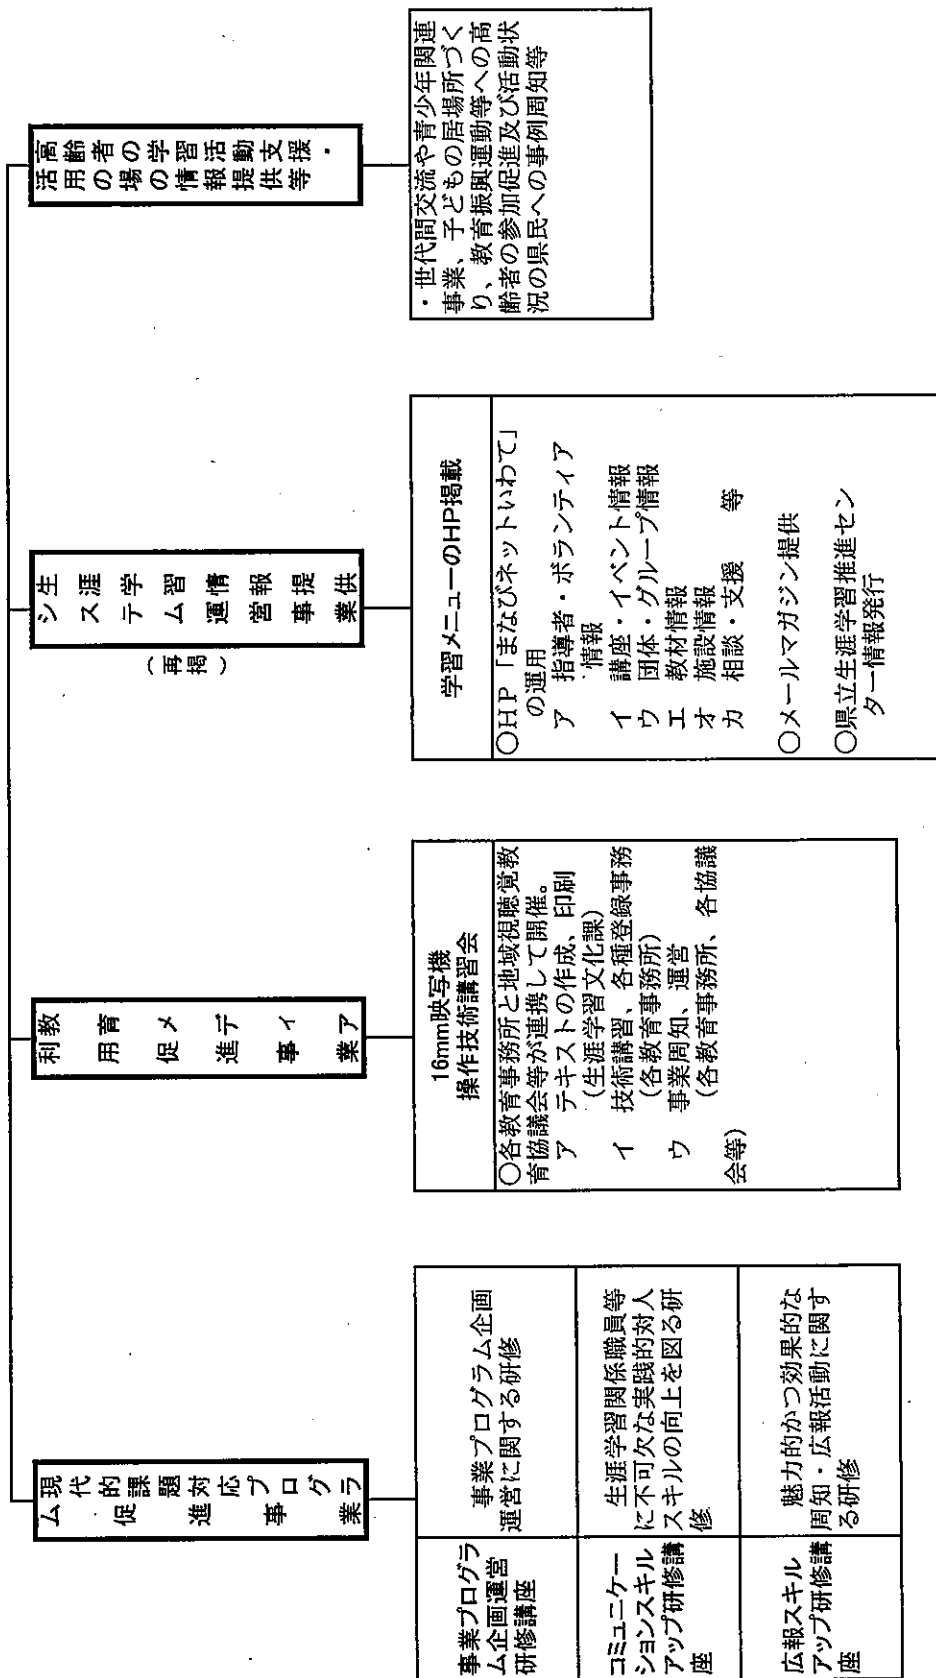 現代的課題対応プログラ
ム促進事業
事業プログラ
ム企画運営
研修講座
事業プログラム企画
運営に関する研修
コミュニケー
ションスキル
アップ研修講
座
生涯学習関係職員等
に不可欠な実践的対人
スキルの向上を図る研
修
広報スキル
アップ研修講
座
魅力的かつ効果的な
周知・広報活動に関す
る研修
教育メディア
利用促進事業
16mm映写機
操作技術講習会
○各教育事務所と地域視聴覚教
育協議会等が連携して開催。
ア テキストの作成、印刷
(生涯学習文化課)
イ 技術講習、各種登録事務
(各教育事務所)
ウ 事業周知、運営
(各教育事務所、各協議
会等)
(再掲)
生涯学習情報提供
システム運営事業
学習メニューのHP掲載
○HP「まなびネットいわて」
の運用
ア 指導者・ボランティア
情報
イ 講座・イベント情報
ウ 団体・グループ情報
エ 教材情報
オ 施設情報
カ 相談・支援 等
○メールマガジン提供
○県立生涯学習推進セン
ター情報発行
高齢者の学習活動支援・
活用の場の情報提供等
・世代間交流や青少年関連
事業、子どもの居場所づく
り、教育振興運動等への高
齢者の参加促進及び活動状
況の県民への事例周知等